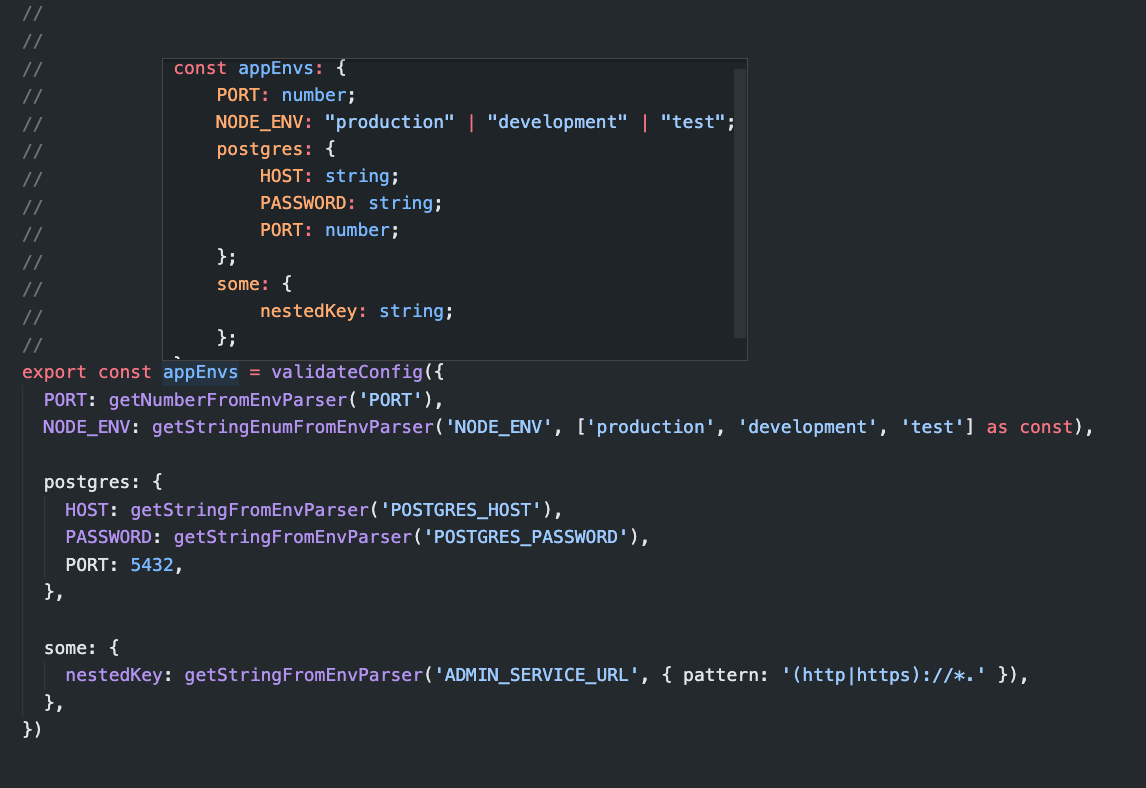 //
//
//
const appEnvs: {
//
PORT: number;
//
NODE_ENV: "production" | "development" | "test";
//
postgres: {
//
HOST: string;
//
PASSWORD: string;
//
PORT: number;
//
};
//
some: {
//
nestedKey: string;
//
};
//
export const appEnvs = validateConfig({
PORT: getNumberFromEnvParser('PORT'),
NODE_ENV: getStringEnumFromEnvParser('NODE_ENV', ['production', 'development', 'test'] as const),
postgres: {
HOST: getStringFromEnvParser('POSTGRES_HOST'),
PASSWORD: getStringFromEnvParser('POSTGRES_PASSWORD'),
PORT: 5432,
},
some: {
nestedKey: getStringFromEnvParser('ADMIN_SERVICE_URL', { pattern: '(http|https)://*.' }),
},
})